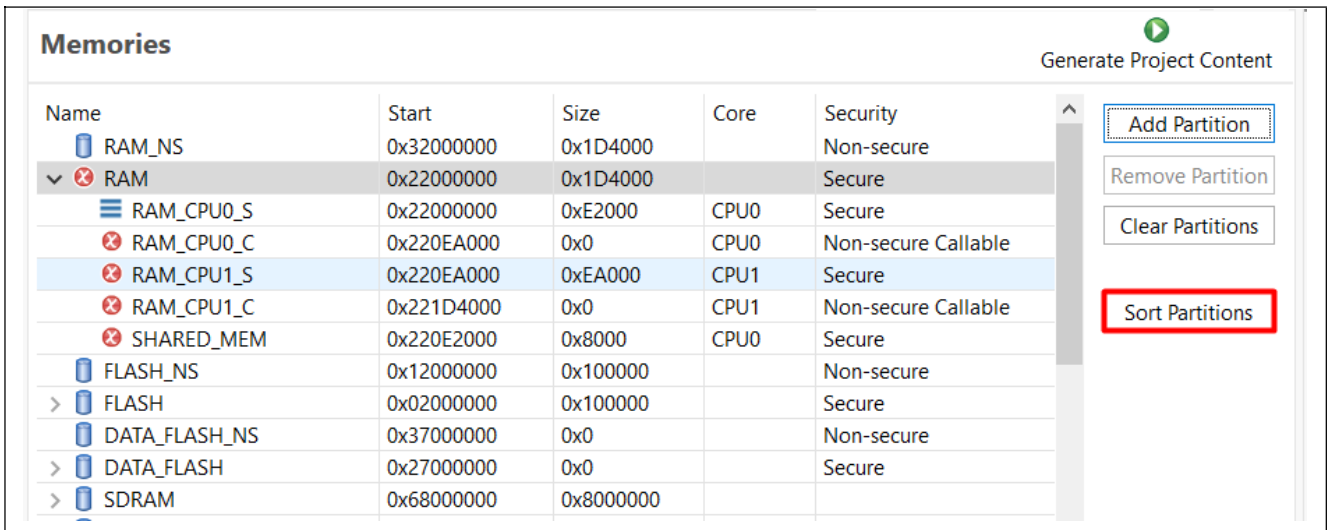 Memories
Generate Project Content
Name Start Size Core Security
RAM_NS 0x32000000 0x1D4000 Non-secure
RAM 0x22000000 0x1D4000 Secure
RAM_CPU0_S 0x22000000 0xE2000 CPU0 Secure
RAM_CPU0_C 0x220EA000 0x0 CPU0 Non-secure Callable
RAM_CPU1_S 0x220EA000 0xEA000 CPU1 Secure
RAM_CPU1_C 0x221D4000 0x0 CPU1 Non-secure Callable
SHARED_MEM 0x220E2000 0x8000 CPU0 Secure
FLASH_NS 0x12000000 0x100000 Non-secure
FLASH 0x02000000 0x100000 Secure
DATA_FLASH_NS 0x37000000 0x0 Non-secure
DATA_FLASH 0x27000000 0x0 Secure
SDRAM 0x68000000 0x8000000
Add Partition
Remove Partition
Clear Partitions
Sort Partitions